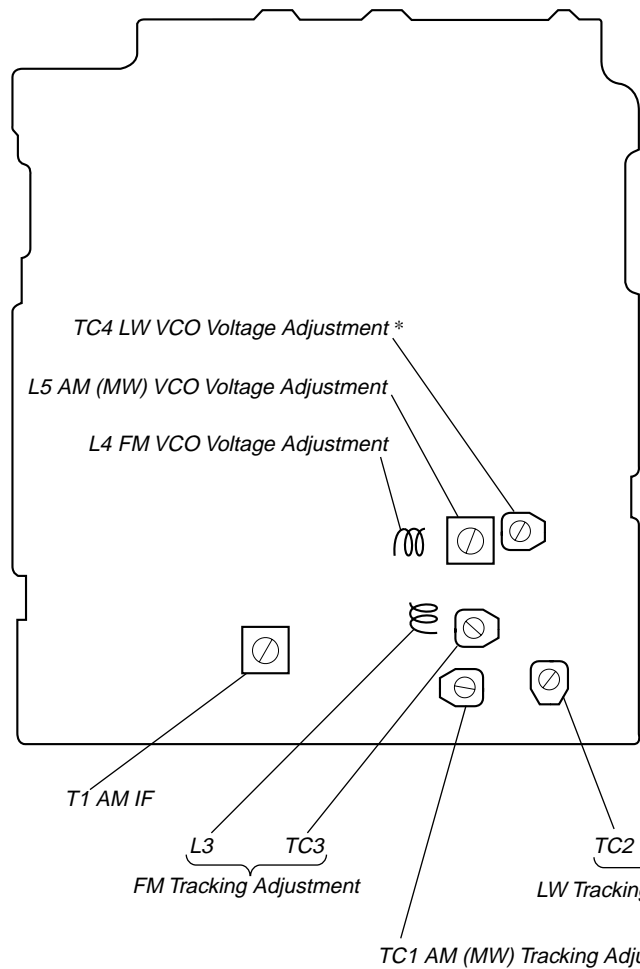 TC4 LW VCO Voltage Adjustment *
L5 AM (MW) VCO Voltage Adjustment
L4 FM VCO Voltage Adjustment
T1 AM IF
L3 TC3 TC2
FM Tracking Adjustment
LW Tracking
TC1 AM (MW) Tracking Adju